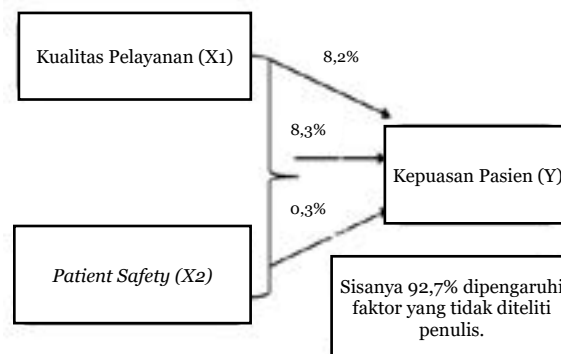 Kualitas Pelayanan (X1)
8,2%
8,3%
Kepuasan Pasien (Y)
0,3%
Patient Safety (X2)
Sisanya 92,7% dipengaruhi
faktor yang tidak diteliti
penulis.